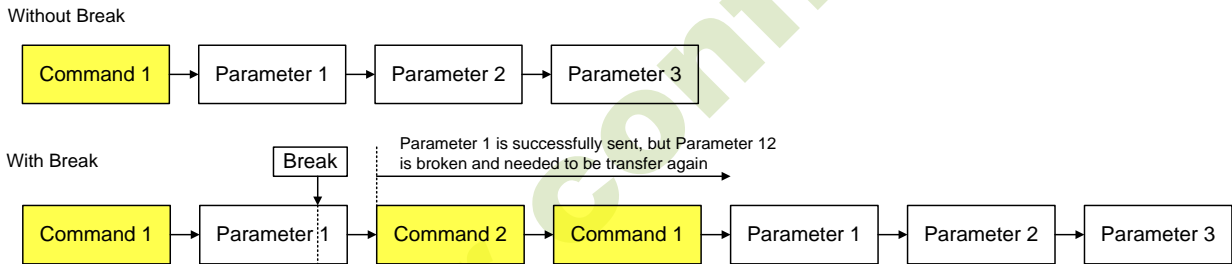 Without Break
Command 1
Parameter 1
Parameter 2
Parameter 3
Parameter 1 is successfully sent, but Parameter 12
is broken and needed to be transfer again
With Break
Break
Command 1
Parameter 1
Command 2
Command 1
Parameter 1
Parameter 2
Parameter 3